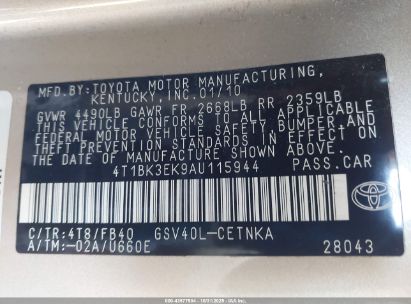 MFD.BY:TOYOTA MOTOR MANUFACTURING,
KENTUCKY, INC.01/10
GVWR 4490LB GAWR FR 2668LB RR 2359LB
THIS VEHICLE CONFORMS TO ALL APPLICABLE
FEDERAL MOTOR VEHICLE SAFETY, BUMPER, AND
THEFT PREVENTION STANDARDS IN EFFECT ON
THE DATE OF MANUFACTURE SHOWN ABOVE.
4T1BK3EK9AU115944 PASS.CAR
C/TR:4T8/FB40 GSV40L-CETNKA
A/TM:-02A/U660E 28043
TOYOTA